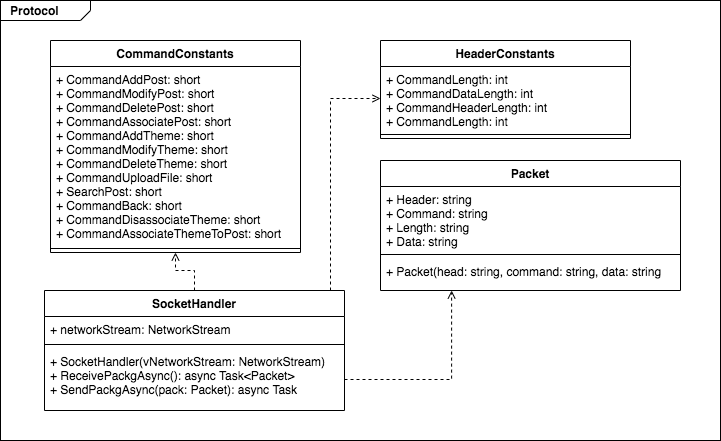 Protocol
CommandConstants
+ CommandAddPost: short
+ CommandModifyPost: short
+ CommandDeletePost: short
+ CommandAssociatePost: short
+ CommandAddTheme: short
+ CommandModifyTheme: short
+ CommandDeleteTheme: short
+ CommandUploadFile: short
+ SearchPost: short
+ CommandBack: short
+ CommandDisassociateTheme: short
+ CommandAssociateThemeToPost: short
HeaderConstants
+ CommandLength: int
+ CommandDataLength: int
+ CommandHeaderLength: int
+ CommandLength: int
Packet
+ Header: string
+ Command: string
+ Length: string
+ Data: string
+ Packet(head: string, command: string, data: string
SocketHandler
+ networkStream: NetworkStream
+ SocketHandler(vNetworkStream: NetworkStream)
+ ReceivePackgAsync(): async Task<Packet>
+ SendPackgAsync(pack: Packet): async Task